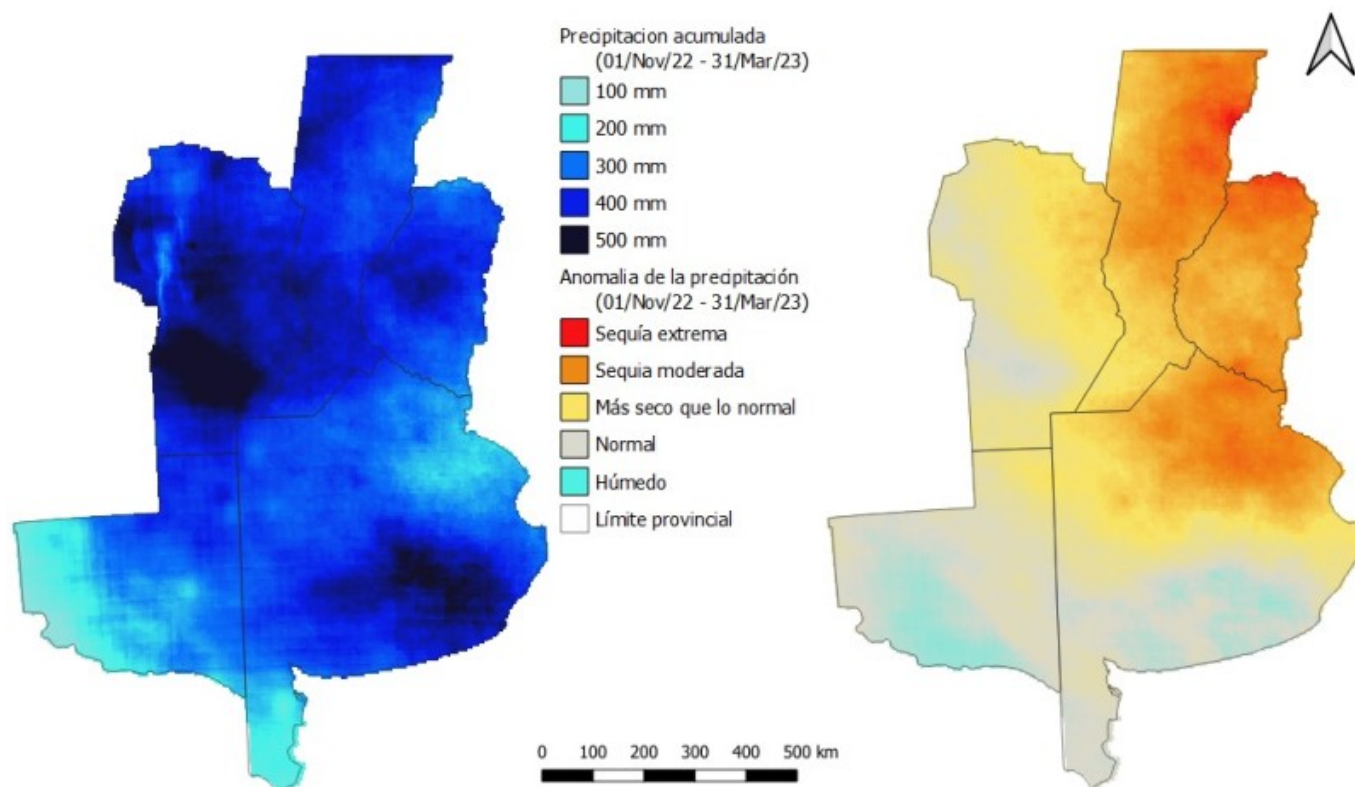 Precipitacion acumulada
(01/Nov/22 - 31/Mar/23)
100 mm
200 mm
300 mm
400 mm
500 mm
Anomalia de la precipitación
(01/Nov/22 - 31/Mar/23)
Sequía extrema
Sequia moderada
Más seco que lo normal
Normal
Húmedo
Límite provincial
0 100 200 300 400 500 km